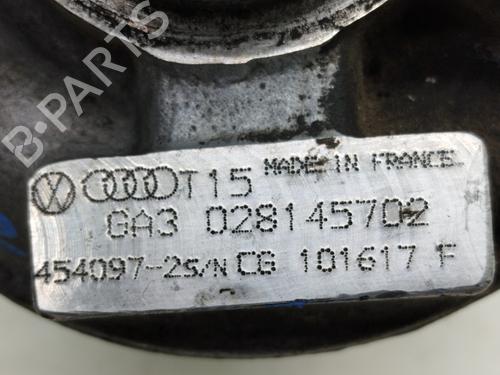 B-PARTS
T15 MADE IN FRANCE
GA3 028145702
454097-2S/N CG 101617 F